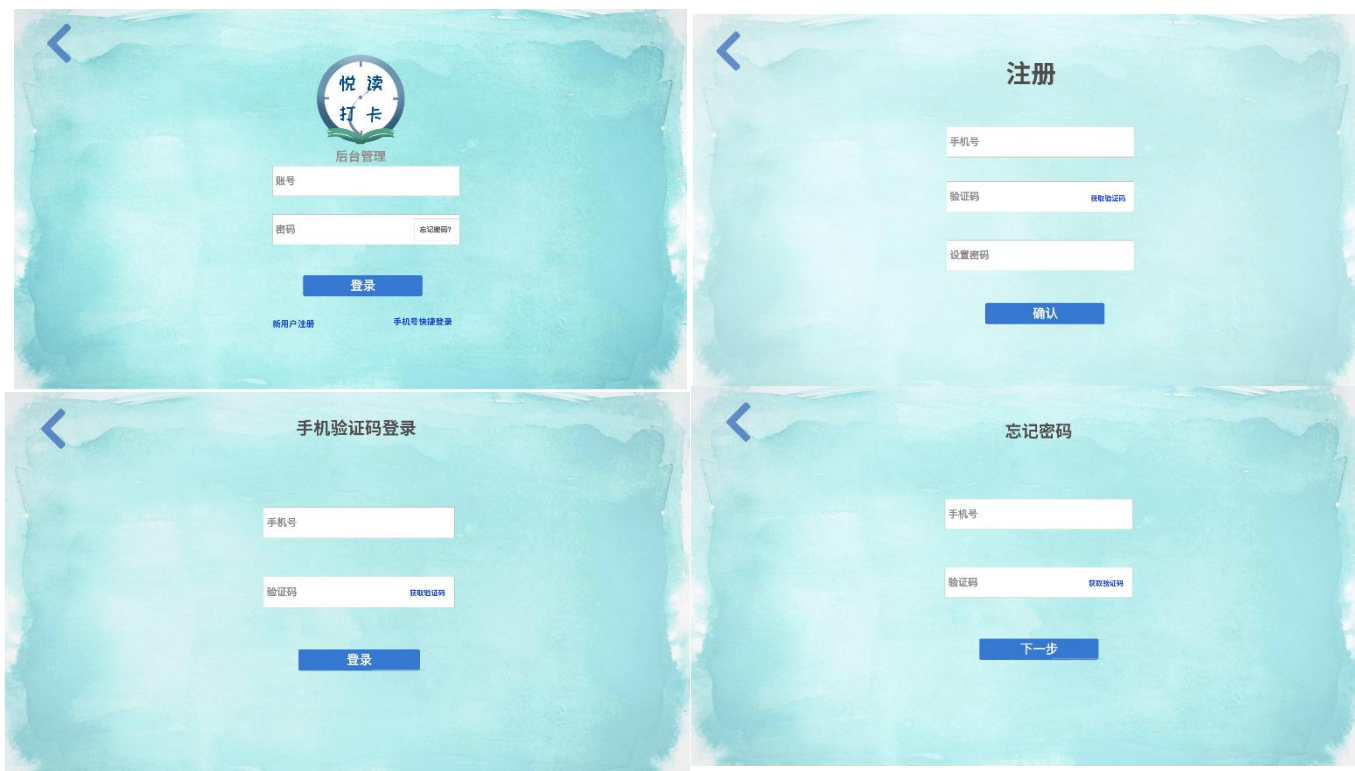 悦 读
打 卡
后台管理
账号
密码 忘记密码?
登录
新用户注册 手机号快捷登录
注册
手机号
验证码 获取验证码
设置密码
确认
手机验证码登录
手机号
验证码 获取验证码
登录
忘记密码
手机号
验证码 获取验证码
下一步